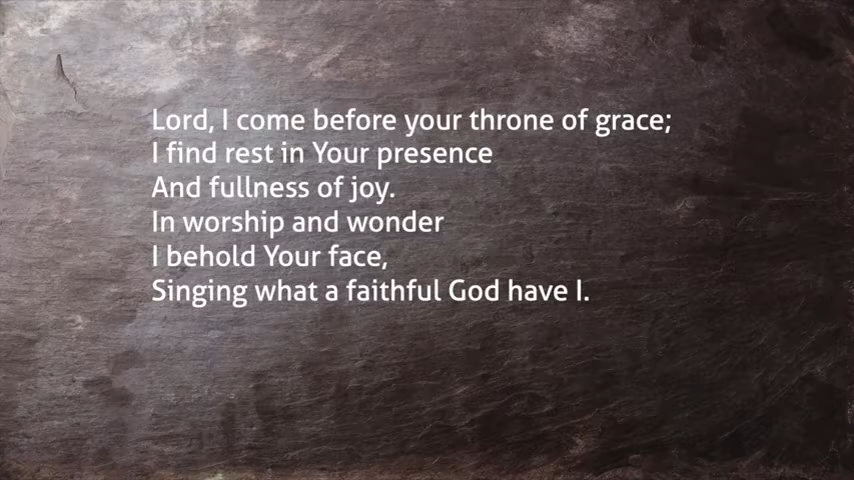 Lord, I come before your throne of grace;
I find rest in Your presence
And fullness of joy.
In worship and wonder
I behold Your face,
Singing what a faithful God have I.